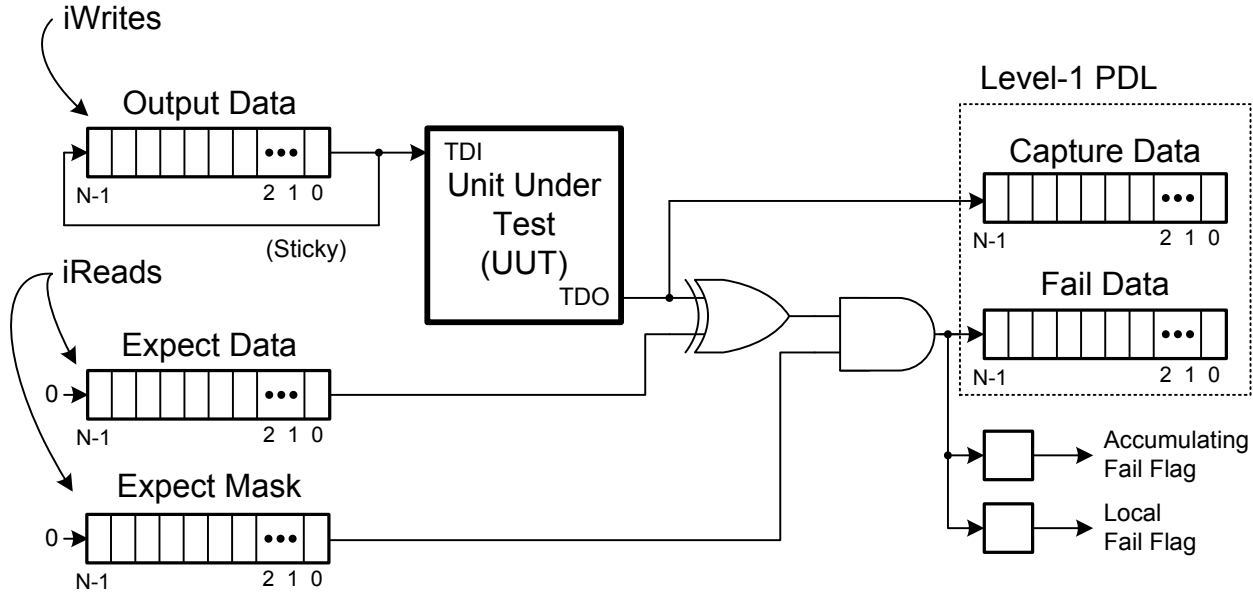 iWrites
Output Data
N-1
2 1 0
(Sticky)
TDI
Unit Under
Test
(UUT)
TDO
Level-1 PDL
Capture Data
N-1
2 1 0
Fail Data
N-1
2 1 0
iReads
Expect Data
0
N-1
2 1 0
Expect Mask
0
N-1
2 1 0
Accumulating
Fail Flag
Local
Fail Flag